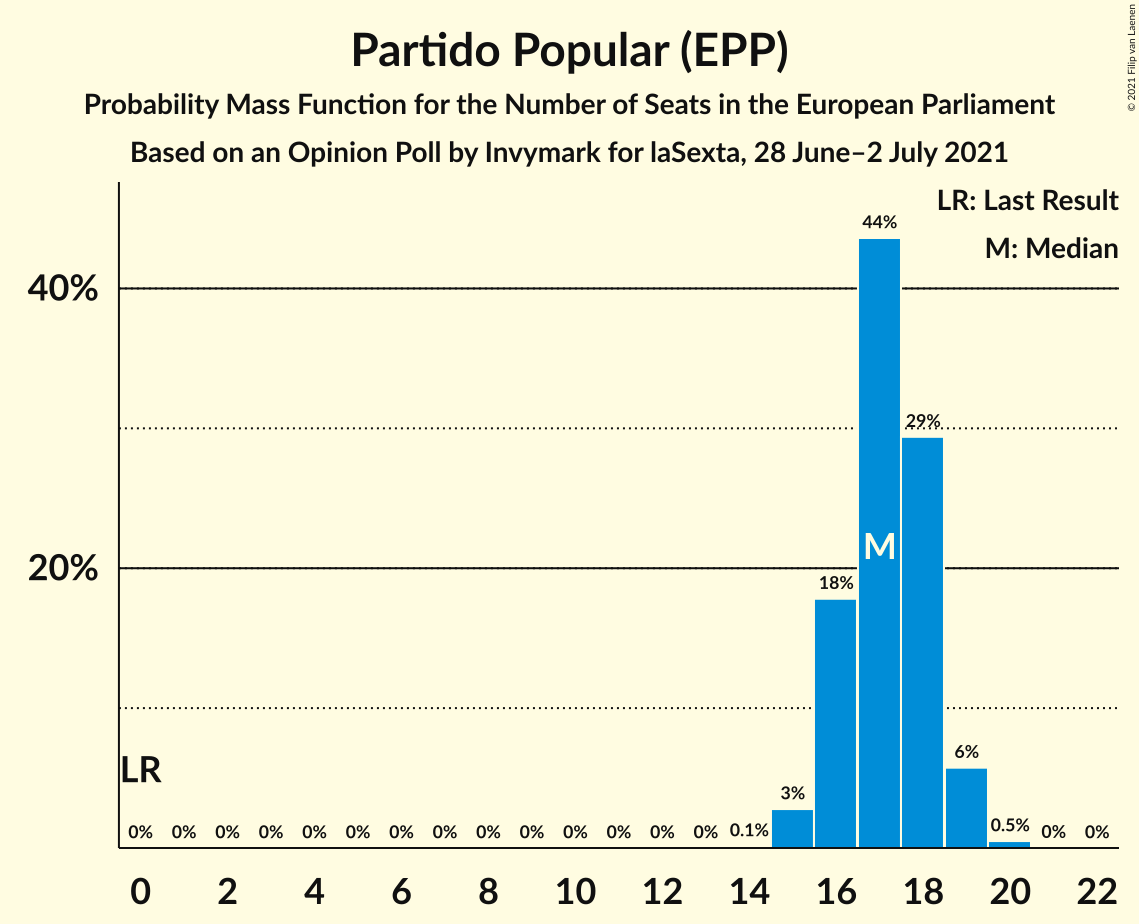 Partido Popular (EPP)
Probability Mass Function for the Number of Seats in the European Parliament
Based on an Opinion Poll by Invymark for laSexta, 28 June–2 July 2021
© 2021 Filip van Laenen
LR: Last Result
M: Median
40%
20%
44%
29%
M
18%
LR
6%
3%
0% 0% 0% 0% 0% 0% 0% 0% 0% 0% 0% 0% 0% 0% 0.1% 0.5% 0% 0%
0 2 4 6 8 10 12 14 16 18 20 22